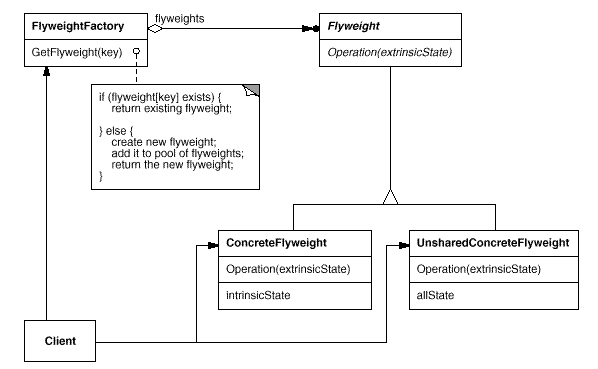 FlyweightFactory
flyweights
Flyweight
GetFlyweight(key)
Operation(extrinsicState)
if (flyweight[key] exists) {
return existing flyweight;
} else {
create new flyweight;
add it to pool of flyweights;
return the new flyweight;
}
ConcreteFlyweight
Operation(extrinsicState)
intrinsicState
UnsharedConcreteFlyweight
Operation(extrinsicState)
allState
Client